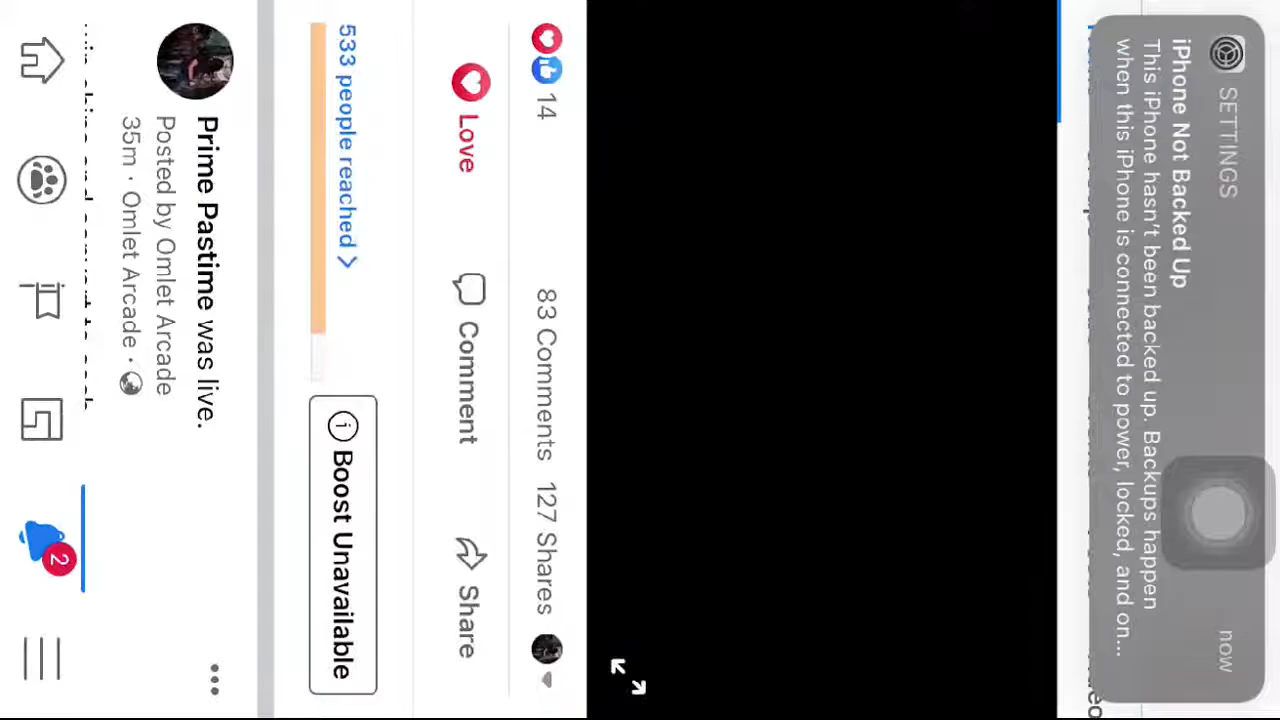 SETTINGS
now
iPhone Not Backed Up
This iPhone hasn't been backed up. Backups happen
when this iPhone is connected to power, locked, and on...
14
83 Comments
127 Shares
Love
Comment
Share
533 people reached >
Boost Unavailable
Prime Pastime was live.
Posted by Omlet Arcade
35m · Omlet Arcade ·
2